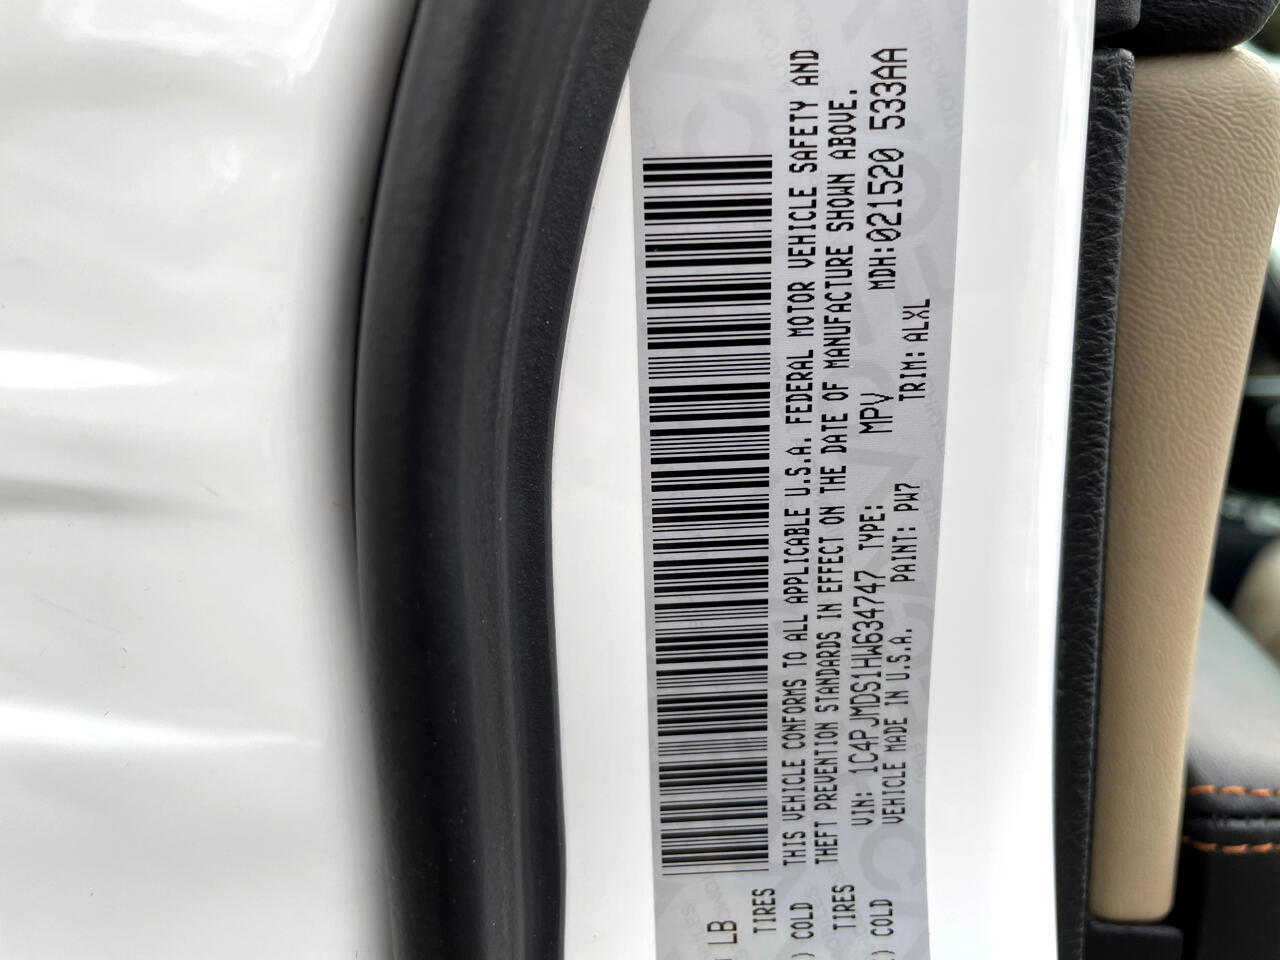 LB
TIRES
COLD
TIRES
COLD
THIS VEHICLE CONFORMS TO ALL APPLICABLE U.S.A. FEDERAL MOTOR VEHICLE SAFETY AND
THEFT PREVENTION STANDARDS IN EFFECT ON THE DATE OF MANUFACTURE SHOWN ABOVE.
VIN: 1C4PJMDS1HW634747 TYPE: MPV MDH:021520 533AA
VEHICLE MADE IN U.S.A. PAINT: PW7 TRIM: ALXL